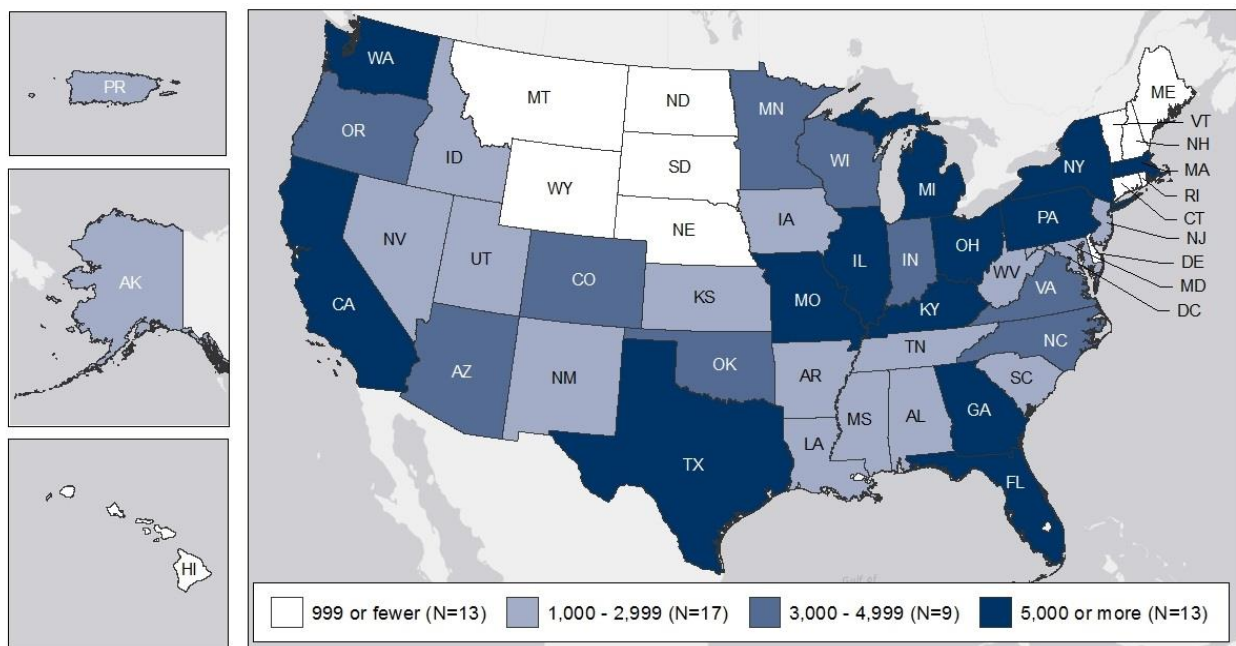 PR
AK
HI
WA
MT
ND
MN
ME
VT
NH
OR
ID
SD
WI
MI
NY
MA
WY
RI
CT
NE
IA
PA
NJ
NV
UT
IL
IN
OH
DE
CO
WV
MD
CA
KS
MO
KY
VA
DC
TN
NC
AZ
NM
OK
AR
SC
MS
AL
GA
LA
TX
FL
Gulf of
999 or fewer (N=13)
1,000 - 2,999 (N=17)
3,000 - 4,999 (N=9)
5,000 or more (N=13)